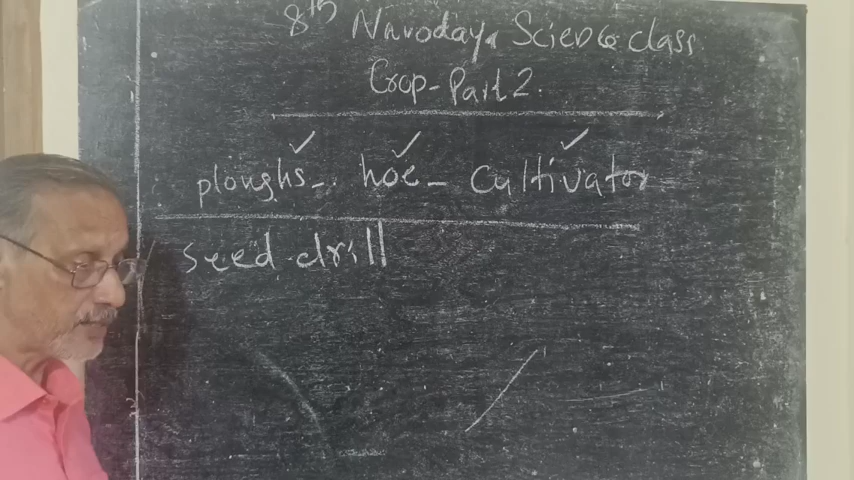 8th Navodaya Science class
Crop-Part 2.
ploughs - hoe - Cultivator
seed drill